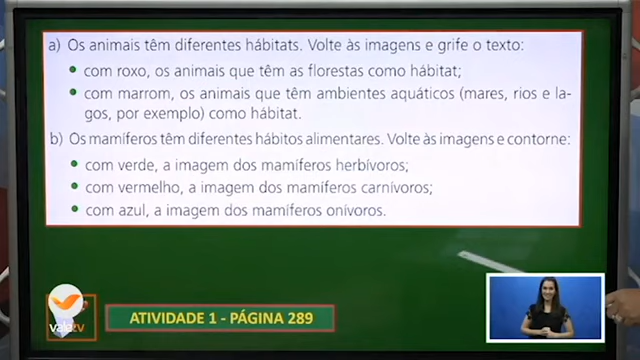 a) Os animais têm diferentes hábitats. Volte às imagens e grife o texto:
• com roxo, os animais que têm as florestas como hábitat;
• com marrom, os animais que têm ambientes aquáticos (mares, rios e la-
gos, por exemplo) como hábitat.
b) Os mamíferos têm diferentes hábitos alimentares. Volte às imagens e contorne:
• com verde, a imagem dos mamíferos herbívoros;
• com vermelho, a imagem dos mamíferos carnívoros;
• com azul, a imagem dos mamíferos onívoros.
ATIVIDADE 1 - PÁGINA 289